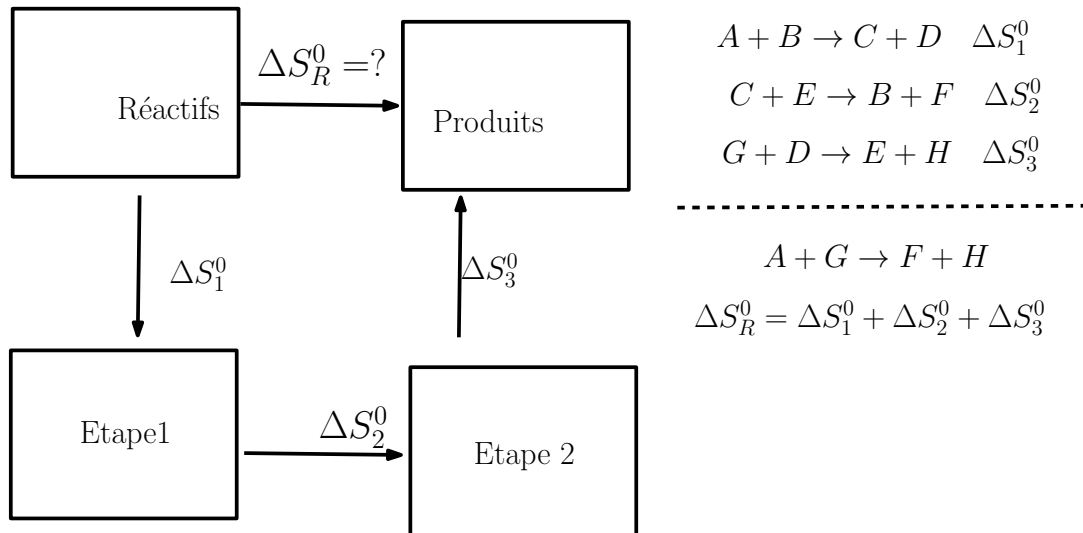 ΔS_R^0 =?
Réactifs
Produits
ΔS_1^0
ΔS_3^0
Etape1
ΔS_2^0
Etape 2
A + B → C + D ΔS_1^0
C + E → B + F ΔS_2^0
G + D → E + H ΔS_3^0
A + G → F + H
ΔS_R^0 = ΔS_1^0 + ΔS_2^0 + ΔS_3^0